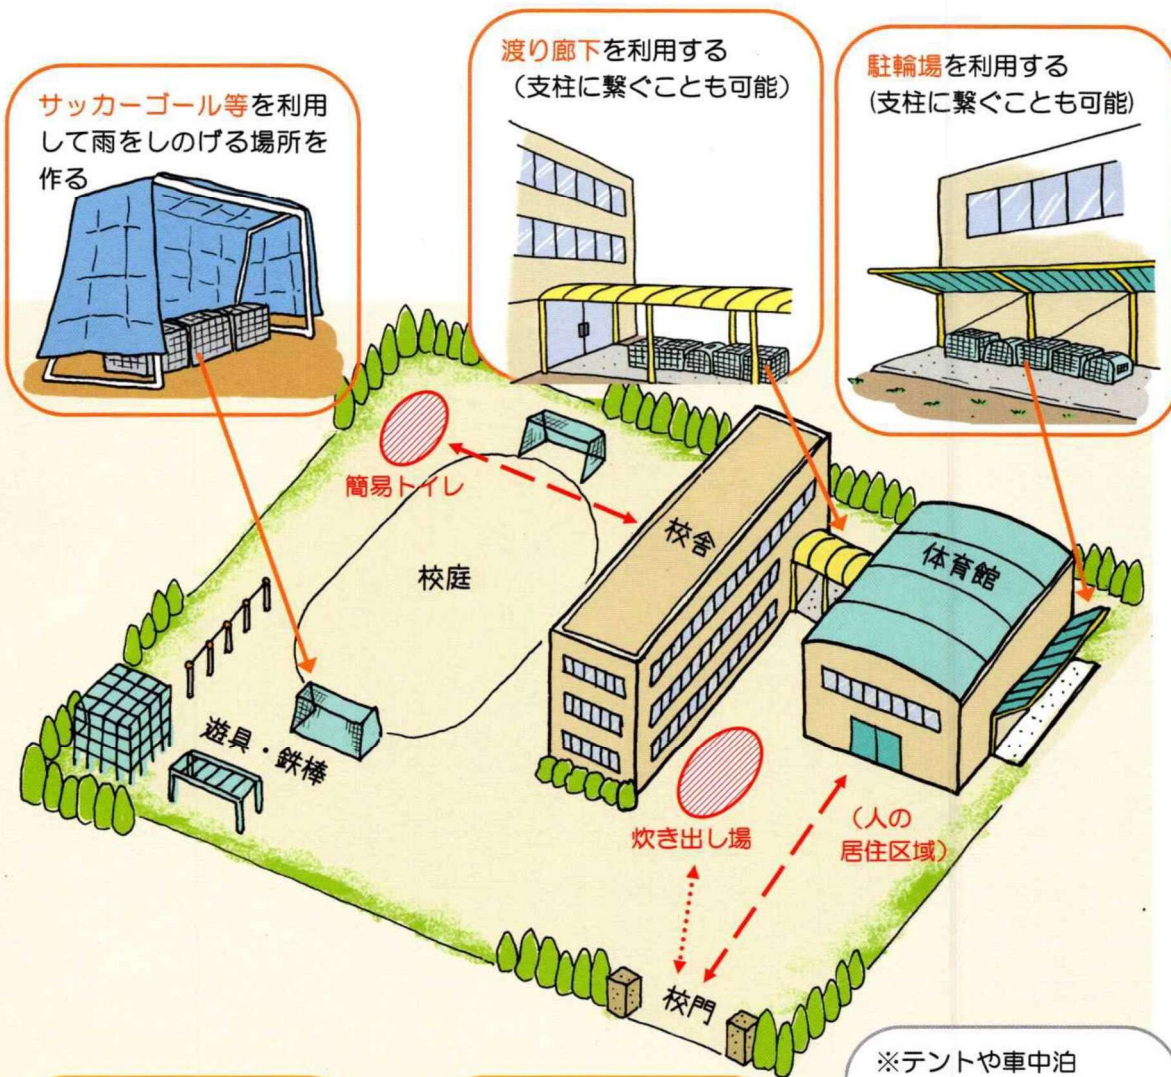 サッカーゴール等を利用
して雨をしのげる場所を
作る
渡り廊下を利用する
（支柱に繋ぐことも可能）
駐輪場を利用する
(支柱に繋ぐことも可能)
簡易トイレ
校庭
校舎
体育館
遊具・鉄棒
炊き出し場
（人の
居住区域）
校門
※テントや車中泊